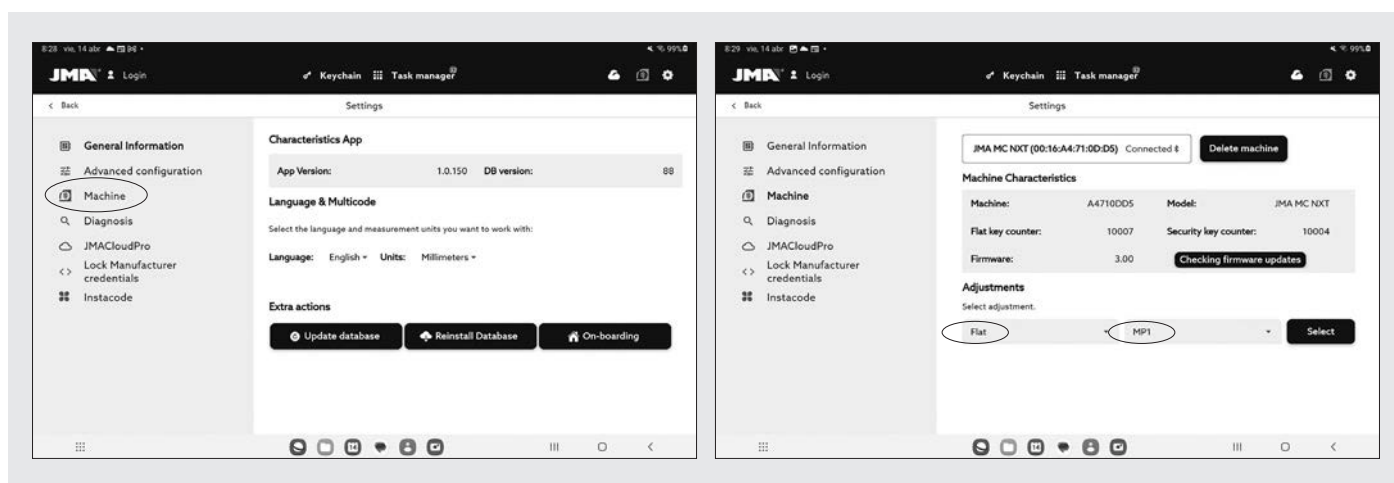 8:28 vie, 14 abr
99%
JMA Login
Keychain Task manager
< Back
Settings
General Information
Advanced configuration
Machine
Diagnosis
JMACloudPro
Lock Manufacturer
credentials
Instacode
Characteristics App
App Version: 1.0.150 DB version: 88
Language & Multicode
Select the language and measurement units you want to work with:
Language: English Units: Millimeters
Extra actions
Update database Reinstall Database On-boarding
8:29 vie, 14 abr
99%
JMA Login
Keychain Task manager
< Back
Settings
General Information
Advanced configuration
Machine
Diagnosis
JMACloudPro
Lock Manufacturer
credentials
Instacode
JMA MC NXT (00:16:A4:71:0D:D5) Connected
Delete machine
Machine Characteristics
Machine: A4710DD5 Model: JMA MC NXT
Flat key counter: 10007 Security key counter: 10004
Firmware: 3.00 Checking firmware updates
Adjustments
Select adjustment.
Flat MP1 Select